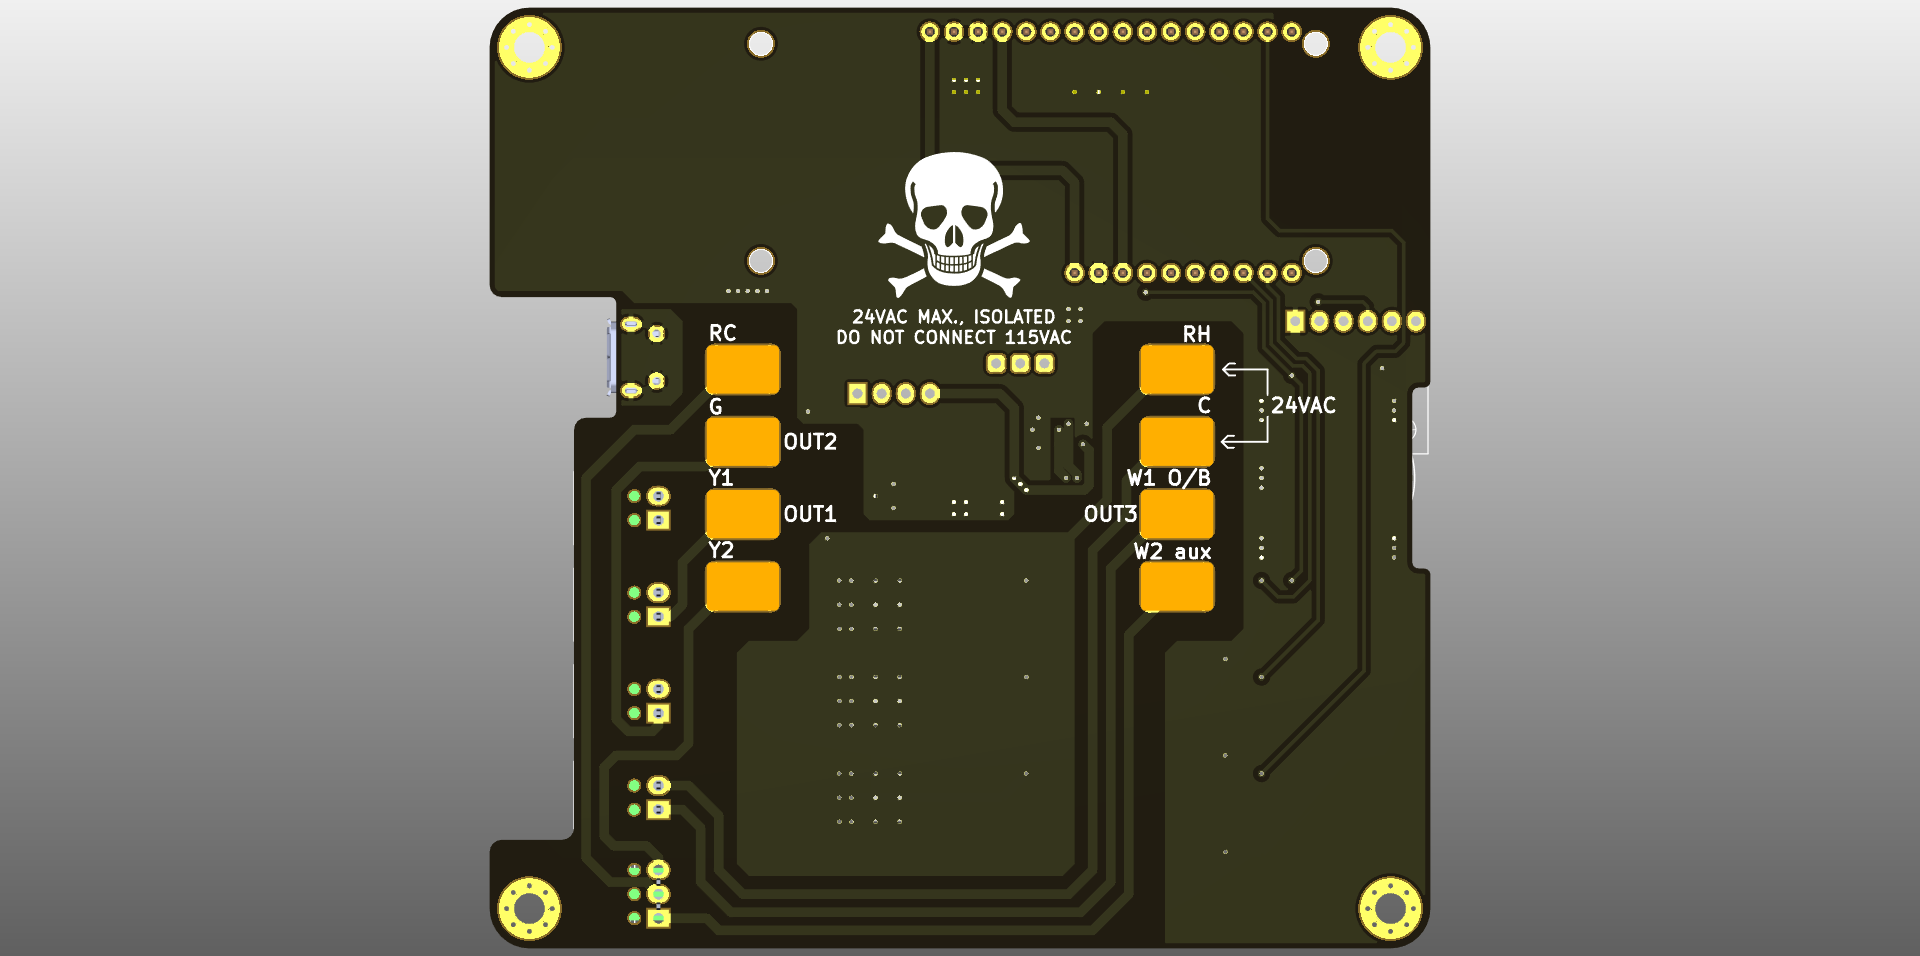 24VAC MAX., ISOLATED
DO NOT CONNECT 115VAC
RC
G
OUT2
Y1
OUT1
Y2
RH
C
24VAC
W1 O/B
OUT3
W2 aux